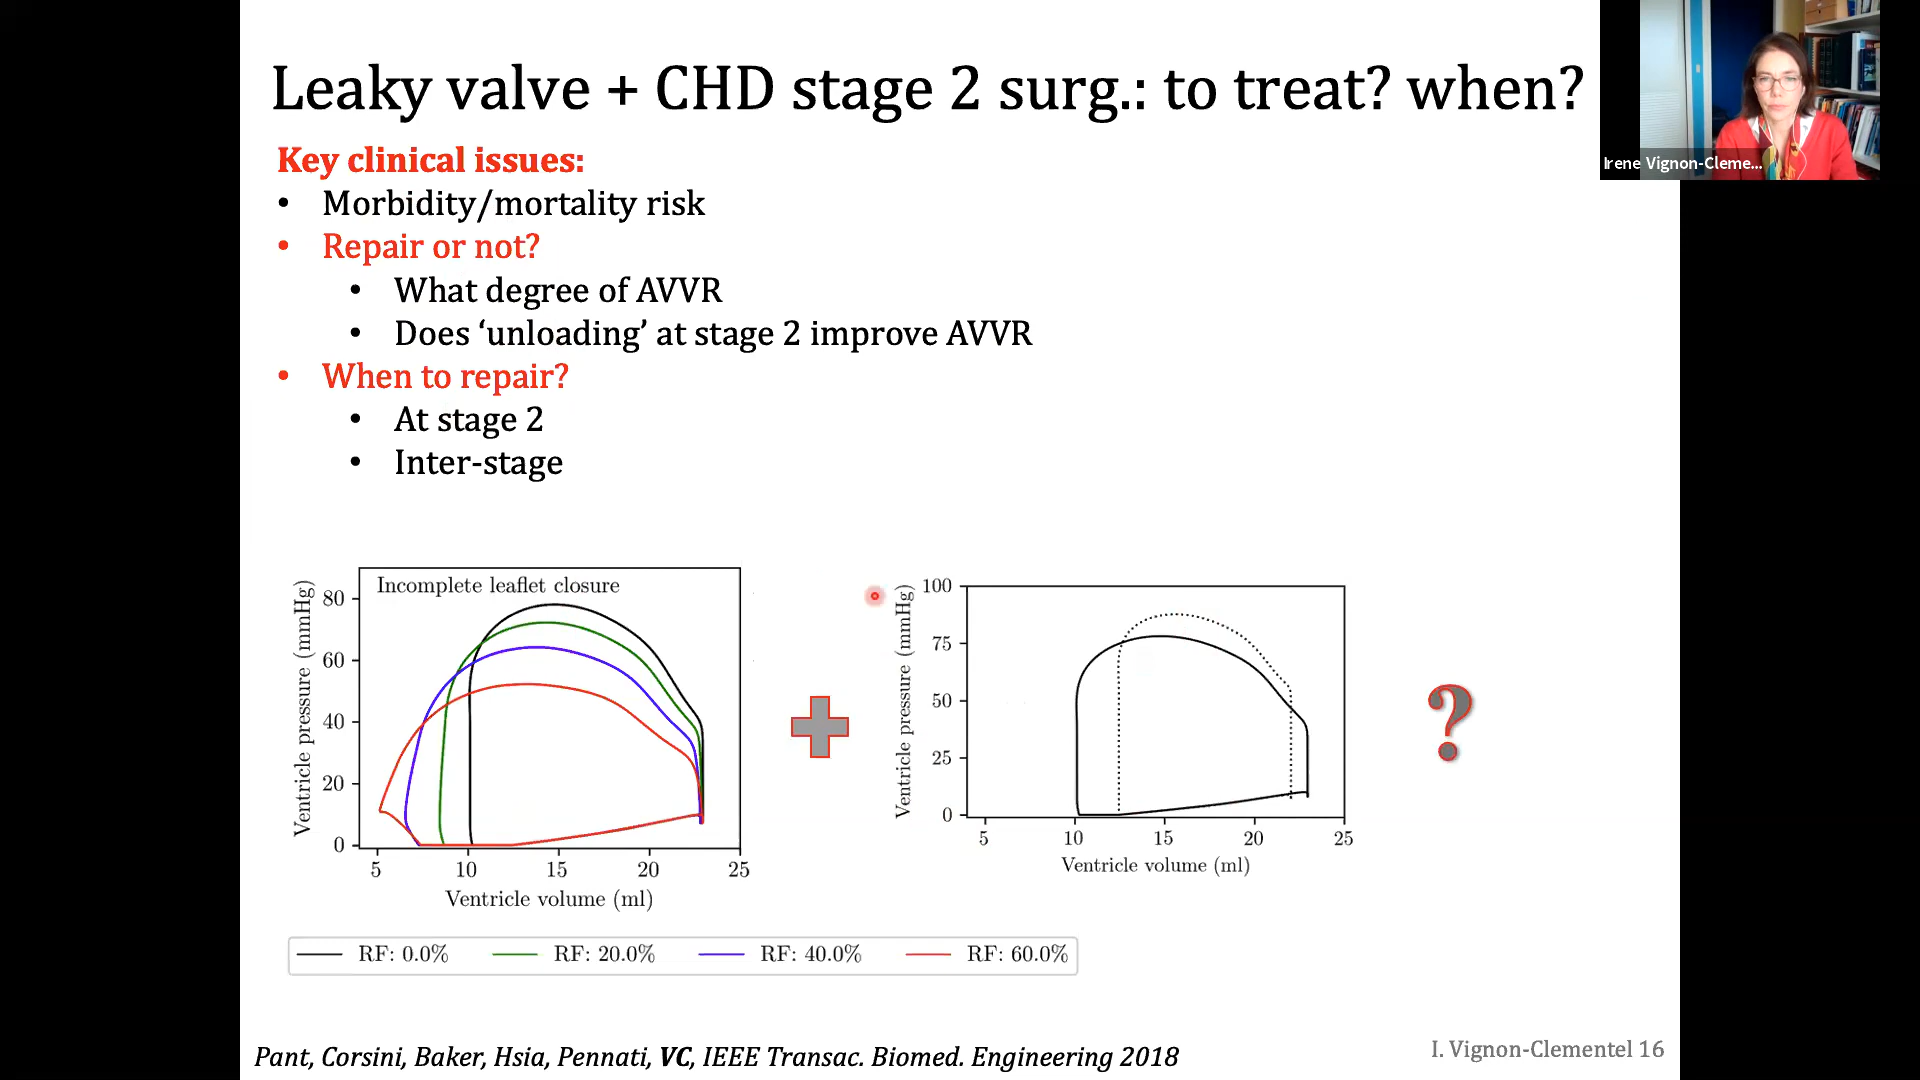 Leaky valve + CHD stage 2 surg.: to treat? when?
Irene Vignon-Cleme...
Key clinical issues:
• Morbidity/mortality risk
• Repair or not?
• What degree of AVVR
• Does ‘unloading’ at stage 2 improve AVVR
• When to repair?
• At stage 2
• Inter-stage
Incomplete leaflet closure
Ventricle pressure (mmHg)
80
60
40
20
0
5 10 15 20 25
Ventricle volume (ml)
Ventricle pressure (mmHg)
100
75
50
25
0
5 10 15 20 25
Ventricle volume (ml)
?
RF: 0.0% RF: 20.0% RF: 40.0% RF: 60.0%
Pant, Corsini, Baker, Hsia, Pennati, VC, IEEE Transac. Biomed. Engineering 2018
I. Vignon-Clementel 16